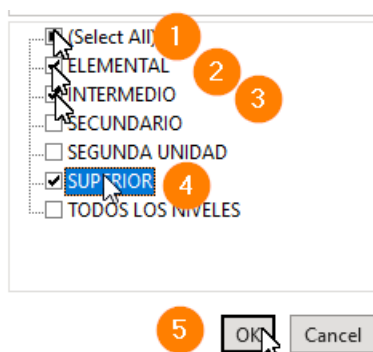 (Select All) 1
ELEMENTAL 2
INTERMEDIO 3
SECUNDARIO
SEGUNDA UNIDAD
SUPERIOR 4
TODOS LOS NIVELES
5 OK Cancel